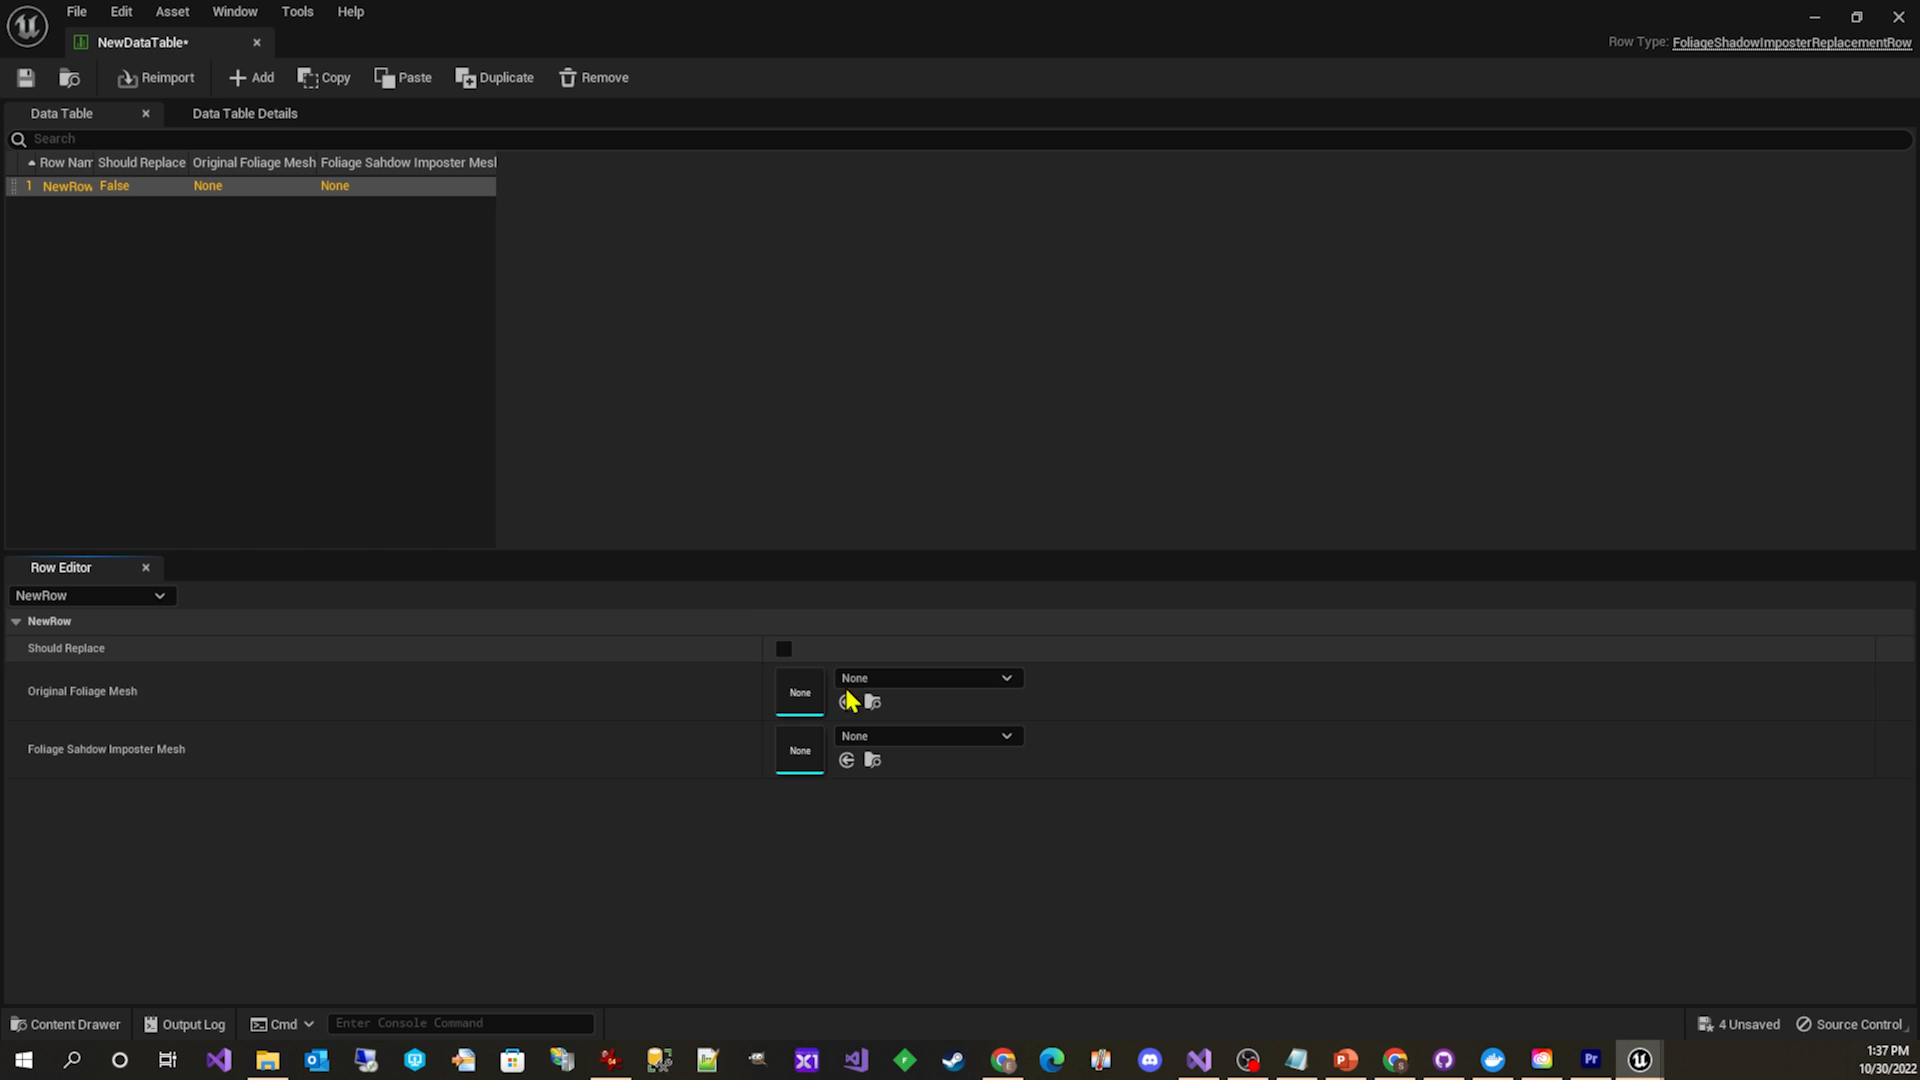 File Edit Asset Window Tools Help
NewDataTable*
Row Type: FoliageShadowImposterReplacementRow
Reimport Add Copy Paste Duplicate Remove
Data Table Data Table Details
Search
Row Nam Should Replace Original Foliage Mesh Foliage Sahdow Imposter Mesl
1 NewRow False None None
Row Editor
NewRow
NewRow
Should Replace
Original Foliage Mesh None None
Foliage Sahdow Imposter Mesh None None
Content Drawer Output Log Cmd Enter Console Command 4 Unsaved Source Control
X1 Pr
1:37 PM
10/30/2022